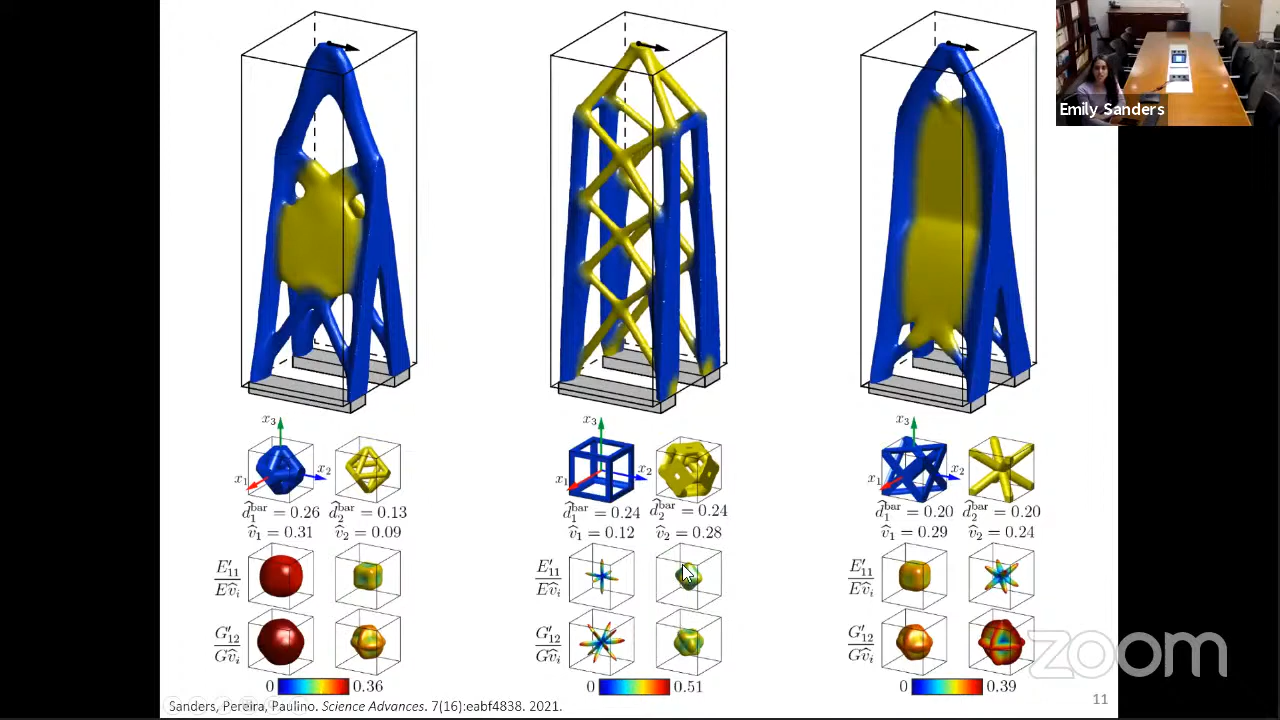 Emily Sanders
x₃ x₃ x₃
x₁ x₂ x₁ x₂ x₁ x₂
d̂₁ᵇᵃʳ = 0.26 d̂₂ᵇᵃʳ = 0.13 d̂₁ᵇᵃʳ = 0.24 d̂₂ᵇᵃʳ = 0.24 d̂₁ᵇᵃʳ = 0.20 d̂₂ᵇᵃʳ = 0.20
v̂₁ = 0.31 v̂₂ = 0.09 v̂₁ = 0.12 v̂₂ = 0.28 v̂₁ = 0.29 v̂₂ = 0.24
E′₁₁/Ev̂ᵢ E′₁₁/Ev̂ᵢ E′₁₁/Ev̂ᵢ
G′₁₂/Gv̂ᵢ G′₁₂/Gv̂ᵢ G′₁₂/Gv̂ᵢ
zoom
0 0.36 0 0.51 0 0.39
Sanders, Pereira, Paulino. Science Advances. 7(16):eabf4838. 2021.
11